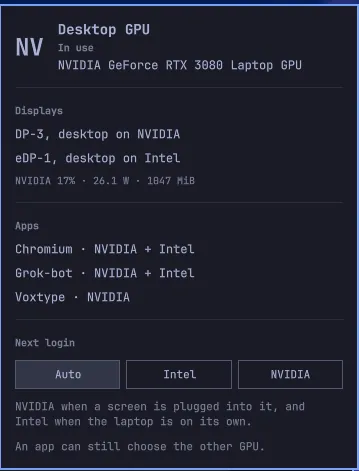 NV
Desktop GPU
In use
NVIDIA GeForce RTX 3080 Laptop GPU
Displays
DP-3, desktop on NVIDIA
eDP-1, desktop on Intel
NVIDIA 17% · 26.1 W · 1047 MiB
Apps
Chromium · NVIDIA + Intel
Grok-bot · NVIDIA + Intel
Voxtype · NVIDIA
Next login
Auto Intel NVIDIA
NVIDIA when a screen is plugged into it, and
Intel when the laptop is on its own.
An app can still choose the other GPU.